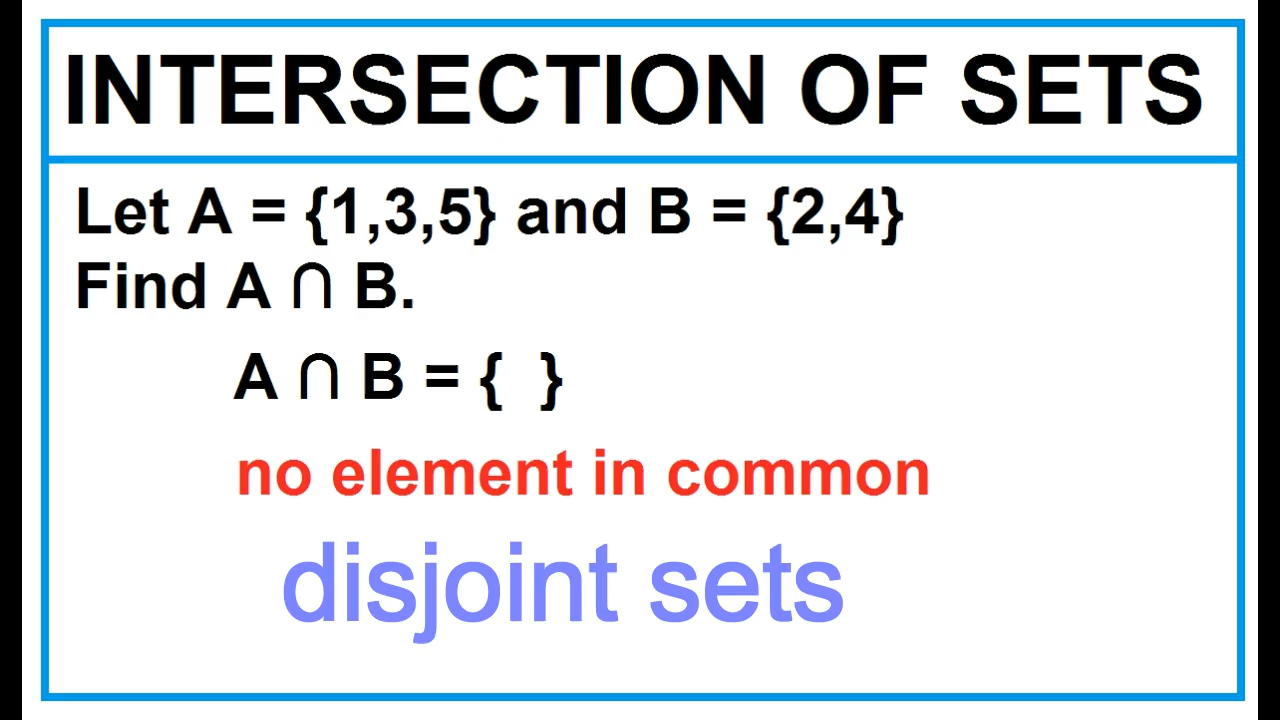 INTERSECTION OF SETS
Let A = {1,3,5} and B = {2,4}
Find A ∩ B.
A ∩ B = {  }
no element in common
disjoint sets